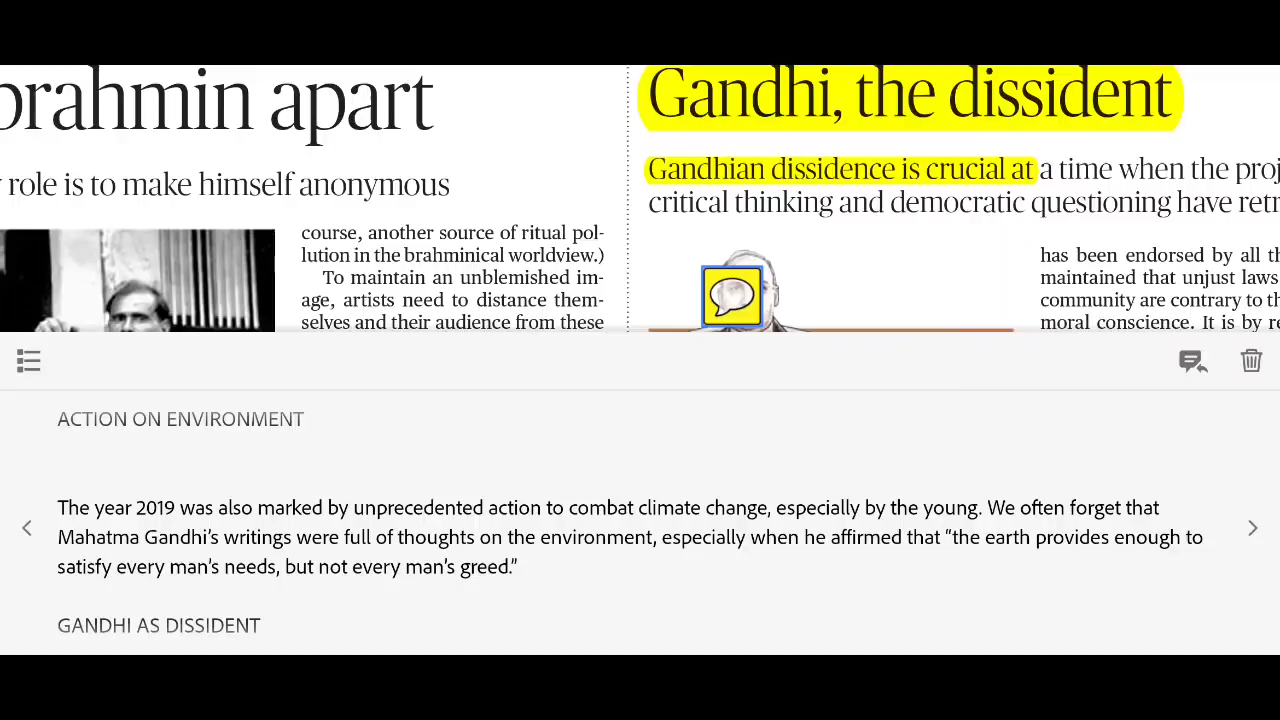 brahmin apart
role is to make himself anonymous
course, another source of ritual pol-
lution in the brahminical worldview.)
To maintain an unblemished im-
age, artists need to distance them-
selves and their audience from these
Gandhi, the dissident
Gandhian dissidence is crucial at a time when the
critical thinking and democratic questioning have
has been endorsed by all
maintained that unjust laws
community are contrary to
moral conscience. It is by
ACTION ON ENVIRONMENT
The year 2019 was also marked by unprecedented action to combat climate change, especially by the young. We often forget that
Mahatma Gandhi’s writings were full of thoughts on the environment, especially when he affirmed that “the earth provides enough to
satisfy every man’s needs, but not every man’s greed.”
GANDHI AS DISSIDENT